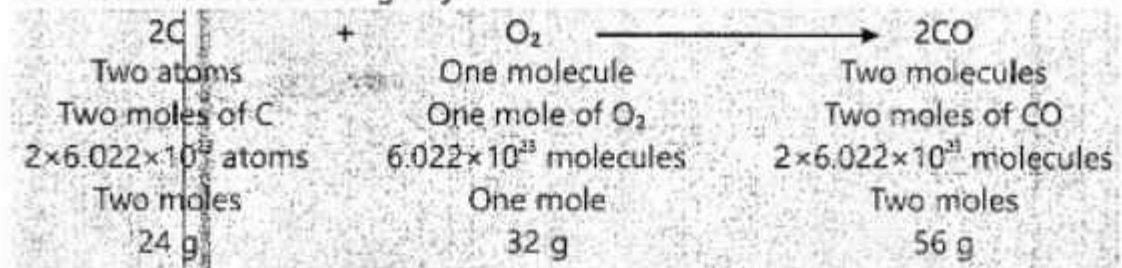 2C + O₂ ⟶ 2CO
Two atoms One molecule Two molecules
Two moles of C One mole of O₂ Two moles of CO
2×6.022×10²³ atoms 6.022×10²³ molecules 2×6.022×10²³ molecules
Two moles One mole Two moles
24 g 32 g 56 g